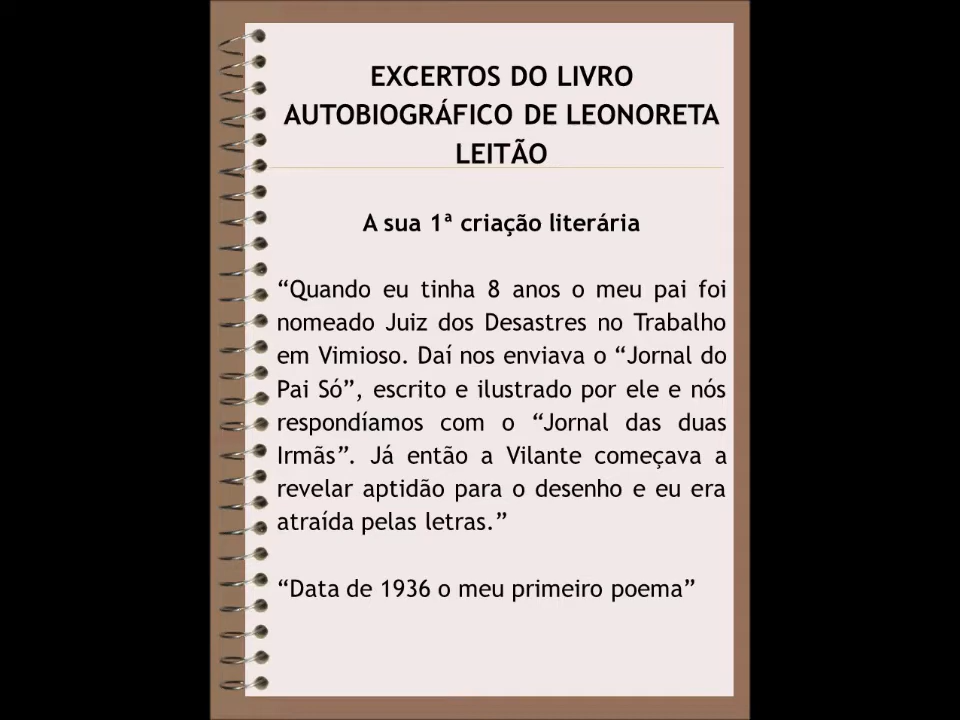 EXCERTOS DO LIVRO
AUTOBIOGRÁFICO DE LEONORETA
LEITÃO
A sua 1ª criação literária
“Quando eu tinha 8 anos o meu pai foi
nomeado Juiz dos Desastres no Trabalho
em Vimioso. Daí nos enviava o “Jornal do
Pai Só”, escrito e ilustrado por ele e nós
respondíamos com o “Jornal das duas
Irmãs”. Já então a Vilante começava a
revelar aptidão para o desenho e eu era
atraída pelas letras.”
“Data de 1936 o meu primeiro poema”